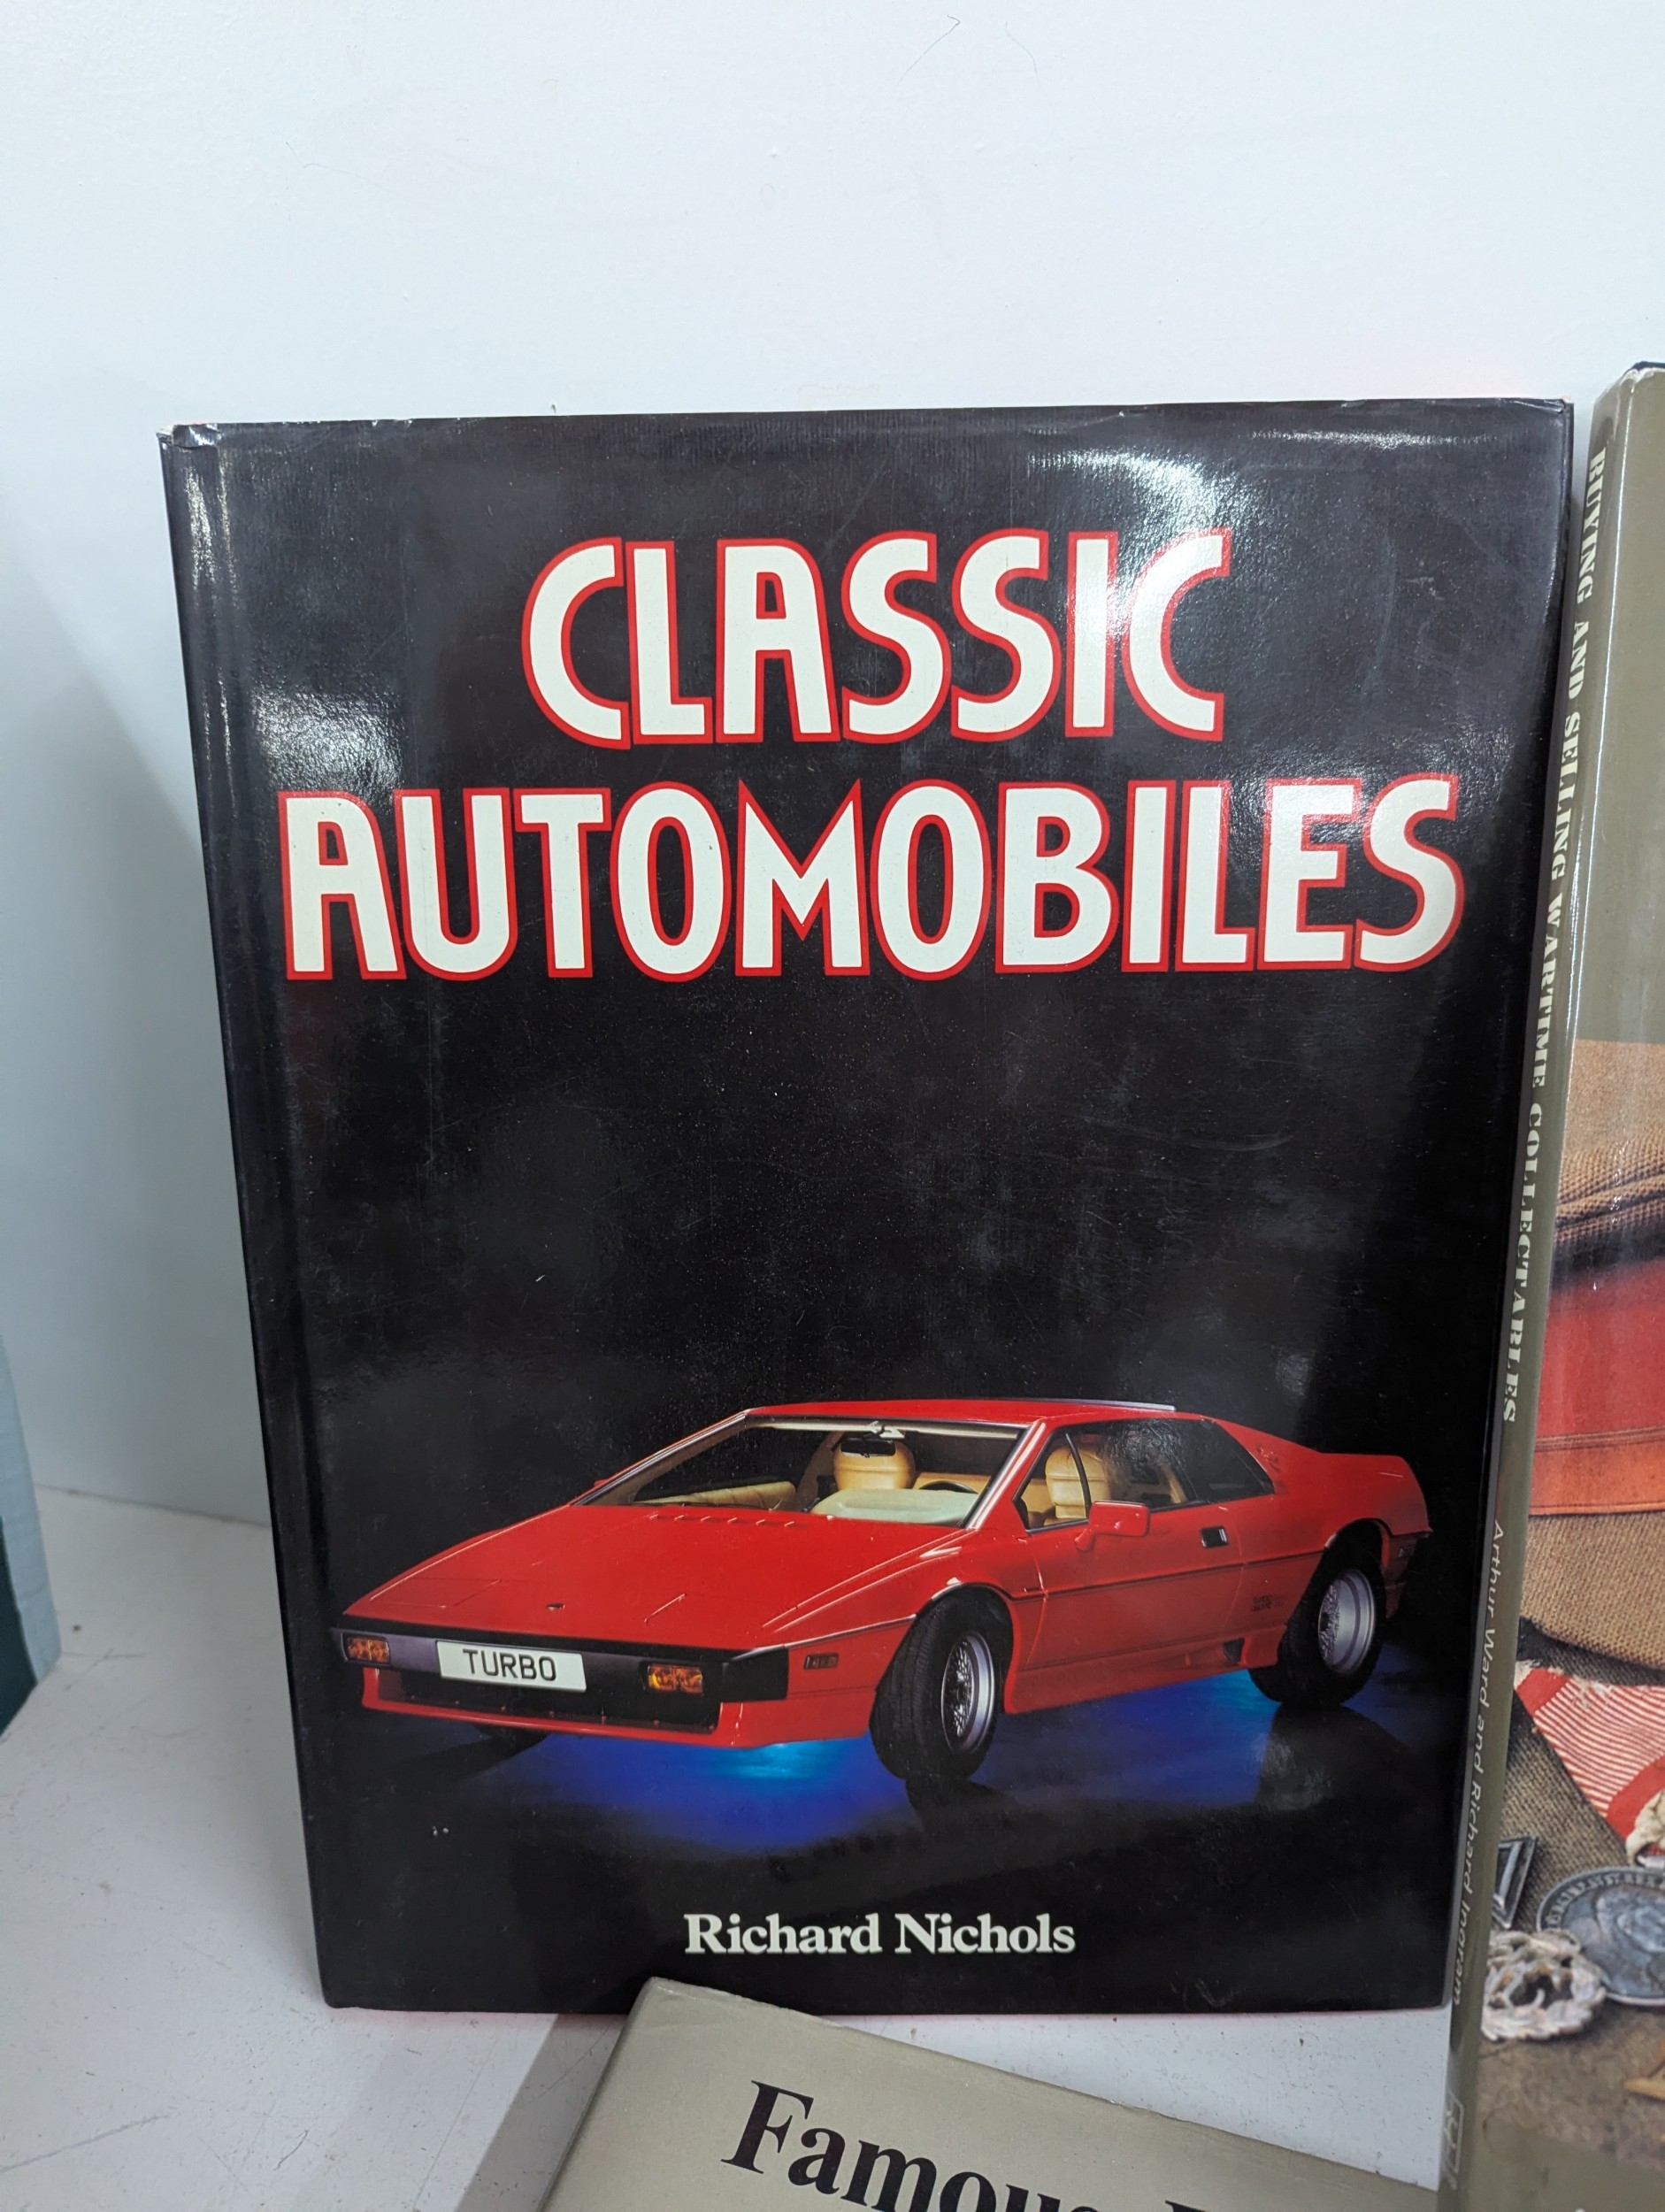 CLASSIC
AUTOMOBILES
TURBO
Richard Nichols
BUYING AND SELLING WARTIME COLLECTABLES
Arthur Ward and Richard Ingram
Famous